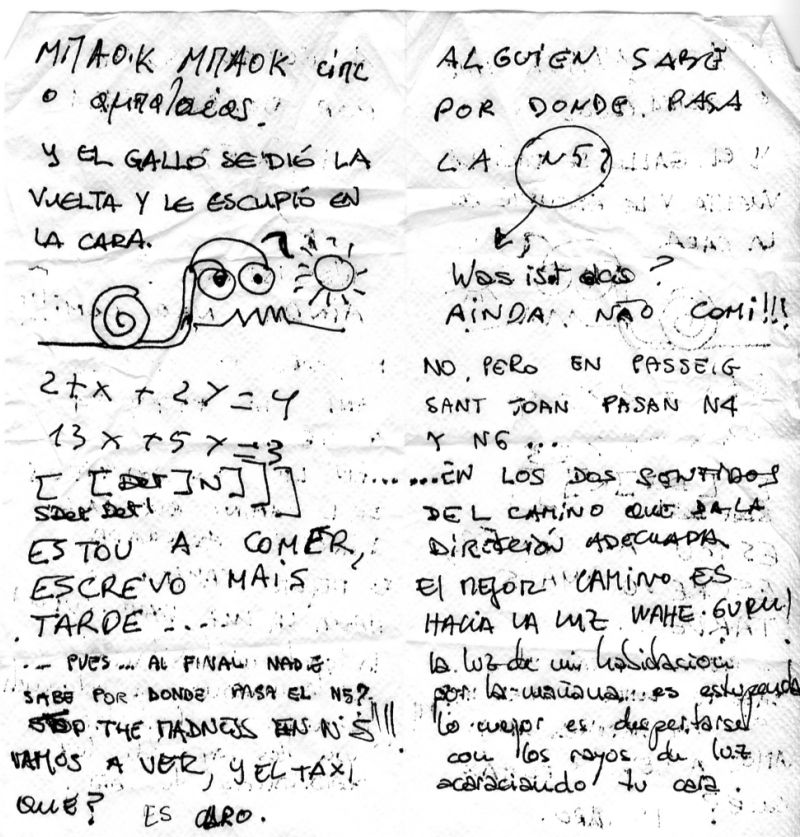 ΜΠΑΟΚ ΜΠΑΟΚ είπε
ο αμπαλαέας.
Y EL GALLO SE DIÓ LA
VUELTA Y LE ESCUPIÓ EN
LA CARA.
2+x + 2y = 4
13x +5y = 3
[ [Det ]N] ] ]
SDet Det'
ESTOU A COMER,
ESCREVO MAIS
TARDE ....
... PUES ... AL FINAL NADIE
SABE POR DONDE PASA EL N5?
STOP THE MADNESS EN N5!!!
VAMOS A VER, Y EL TAXI
QUE? ES CARO.
ALGUIEN SABE
POR DONDE PASA
LA N5?
Was ist das?
AINDA NÃO COMI!!!
NO, PERO EN PASSEIG
SANT JOAN PASAN N4
Y N6 ...
.......EN LOS DOS SENTIDOS
DEL CAMINO QUE DA LA
DIRECCIÓN ADECUADA
El MEJOR CAMINO ES
HACIA LA LUZ WAHE GURU!
la luz de mi habidacion
por la mañana es estupenda
lo mejor es despertarse
con los rayos de luz
acaraciando tu cara.